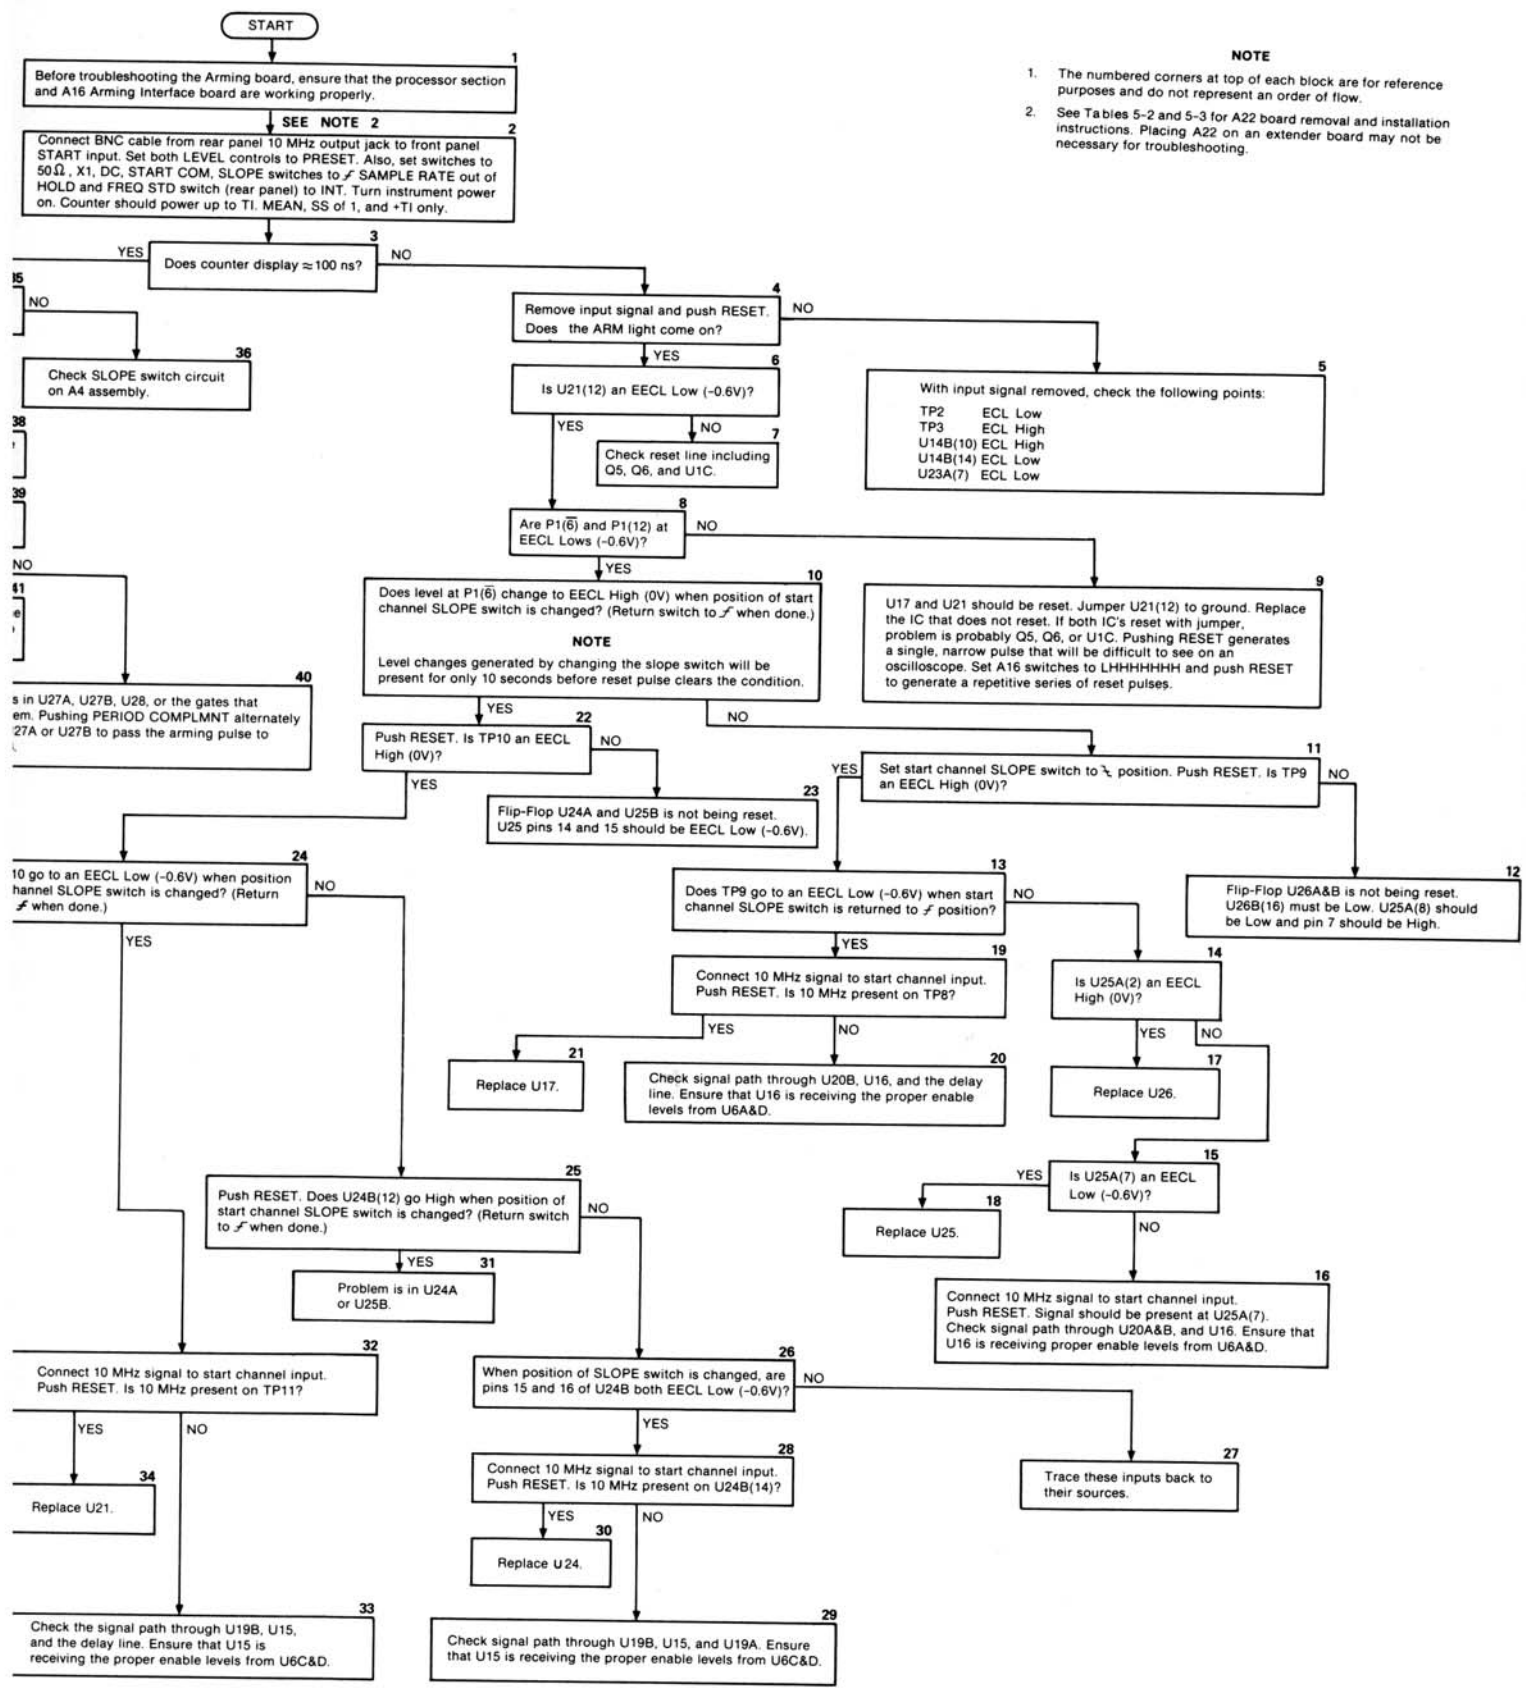 START
NOTE
1. The numbered corners at top of each block are for reference
purposes and do not represent an order of flow.
2. See Tables 5-2 and 5-3 for A22 board removal and installation
instructions. Placing A22 on an extender board may not be
necessary for troubleshooting.
1
Before troubleshooting the Arming board, ensure that the processor section
and A16 Arming Interface board are working properly.
SEE NOTE 2
2
Connect BNC cable from rear panel 10 MHz output jack to front panel
START input. Set both LEVEL controls to PRESET. Also, set switches to
50Ω, X1, DC, START COM, SLOPE switches to ƒ SAMPLE RATE out of
HOLD and FREQ STD switch (rear panel) to INT. Turn instrument power
on. Counter should power up to TI. MEAN, SS of 1, and +TI only.
3
YES
Does counter display ≈100 ns?
NO
35
NO
36
Check SLOPE switch circuit
on A4 assembly.
4
Remove input signal and push RESET.
Does the ARM light come on?
NO
YES
5
With input signal removed, check the following points:
TP2 ECL Low
TP3 ECL High
U14B(10) ECL High
U14B(14) ECL Low
U23A(7) ECL Low
6
Is U21(12) an EECL Low (-0.6V)?
YES
NO
7
Check reset line including
Q5, Q6, and U1C.
38
39
8
Are P1(6̅) and P1(12) at
EECL Lows (-0.6V)?
NO
YES
9
U17 and U21 should be reset. Jumper U21(12) to ground. Replace
the IC that does not reset. If both IC's reset with jumper,
problem is probably Q5, Q6, or U1C. Pushing RESET generates
a single, narrow pulse that will be difficult to see on an
oscilloscope. Set A16 switches to LHHHHHHH and push RESET
to generate a repetitive series of reset pulses.
10
Does level at P1(6̅) change to EECL High (0V) when position of start
channel SLOPE switch is changed? (Return switch to ƒ when done.)
NOTE
Level changes generated by changing the slope switch will be
present for only 10 seconds before reset pulse clears the condition.
YES
NO
NO
41
40
s in U27A, U27B, U28, or the gates that
em. Pushing PERIOD COMPLMNT alternately
27A or U27B to pass the arming pulse to
22
Push RESET. Is TP10 an EECL
High (0V)?
NO
YES
23
Flip-Flop U24A and U25B is not being reset.
U25 pins 14 and 15 should be EECL Low (-0.6V).
11
YES
Set start channel SLOPE switch to ƪ position. Push RESET. Is TP9
an EECL High (0V)?
NO
12
Flip-Flop U26A&B is not being reset.
U26B(16) must be Low. U25A(8) should
be Low and pin 7 should be High.
13
Does TP9 go to an EECL Low (-0.6V) when start
channel SLOPE switch is returned to ƒ position?
NO
YES
24
10 go to an EECL Low (-0.6V) when position
hannel SLOPE switch is changed? (Return
ƒ when done.)
NO
YES
19
Connect 10 MHz signal to start channel input.
Push RESET. Is 10 MHz present on TP8?
YES
NO
14
Is U25A(2) an EECL
High (0V)?
YES
NO
21
Replace U17.
20
Check signal path through U20B, U16, and the delay
line. Ensure that U16 is receiving the proper enable
levels from U6A&D.
17
Replace U26.
15
YES
Is U25A(7) an EECL
Low (-0.6V)?
NO
18
Replace U25.
16
Connect 10 MHz signal to start channel input.
Push RESET. Signal should be present at U25A(7).
Check signal path through U20A&B, and U16. Ensure that
U16 is receiving proper enable levels from U6A&D.
25
Push RESET. Does U24B(12) go High when position of
start channel SLOPE switch is changed? (Return switch
to ƒ when done.)
NO
YES
31
Problem is in U24A
or U25B.
32
Connect 10 MHz signal to start channel input.
Push RESET. Is 10 MHz present on TP11?
YES
NO
26
When position of SLOPE switch is changed, are
pins 15 and 16 of U24B both EECL Low (-0.6V)?
NO
YES
27
Trace these inputs back to
their sources.
28
Connect 10 MHz signal to start channel input.
Push RESET. Is 10 MHz present on U24B(14)?
YES
NO
34
Replace U21.
30
Replace U24.
33
Check the signal path through U19B, U15,
and the delay line. Ensure that U15 is
receiving the proper enable levels from U6C&D.
29
Check signal path through U19B, U15, and U19A. Ensure
that U15 is receiving the proper enable levels from U6C&D.